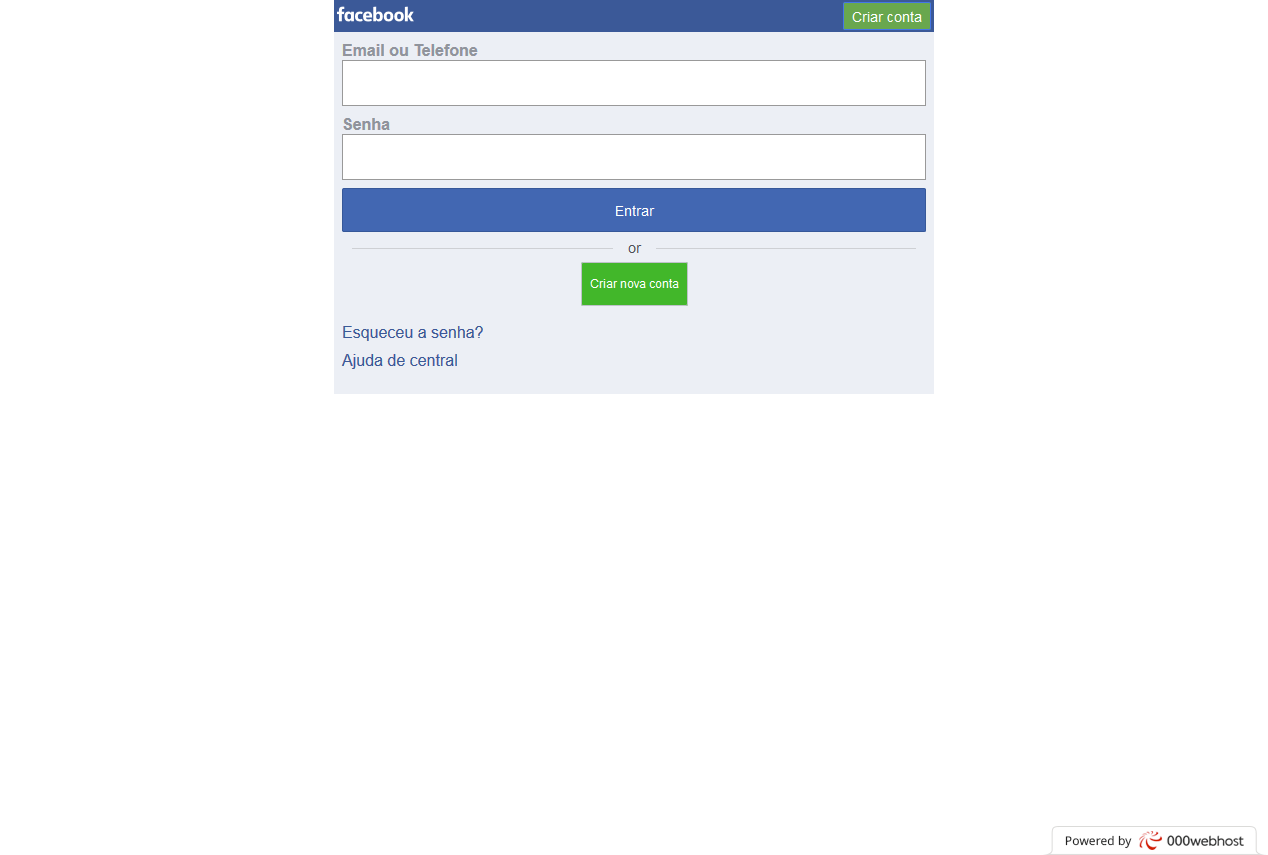 facebook
Criar conta
Email ou Telefone
Senha
Entrar
or
Criar nova conta
Esqueceu a senha?
Ajuda de central
Powered by 000webhost